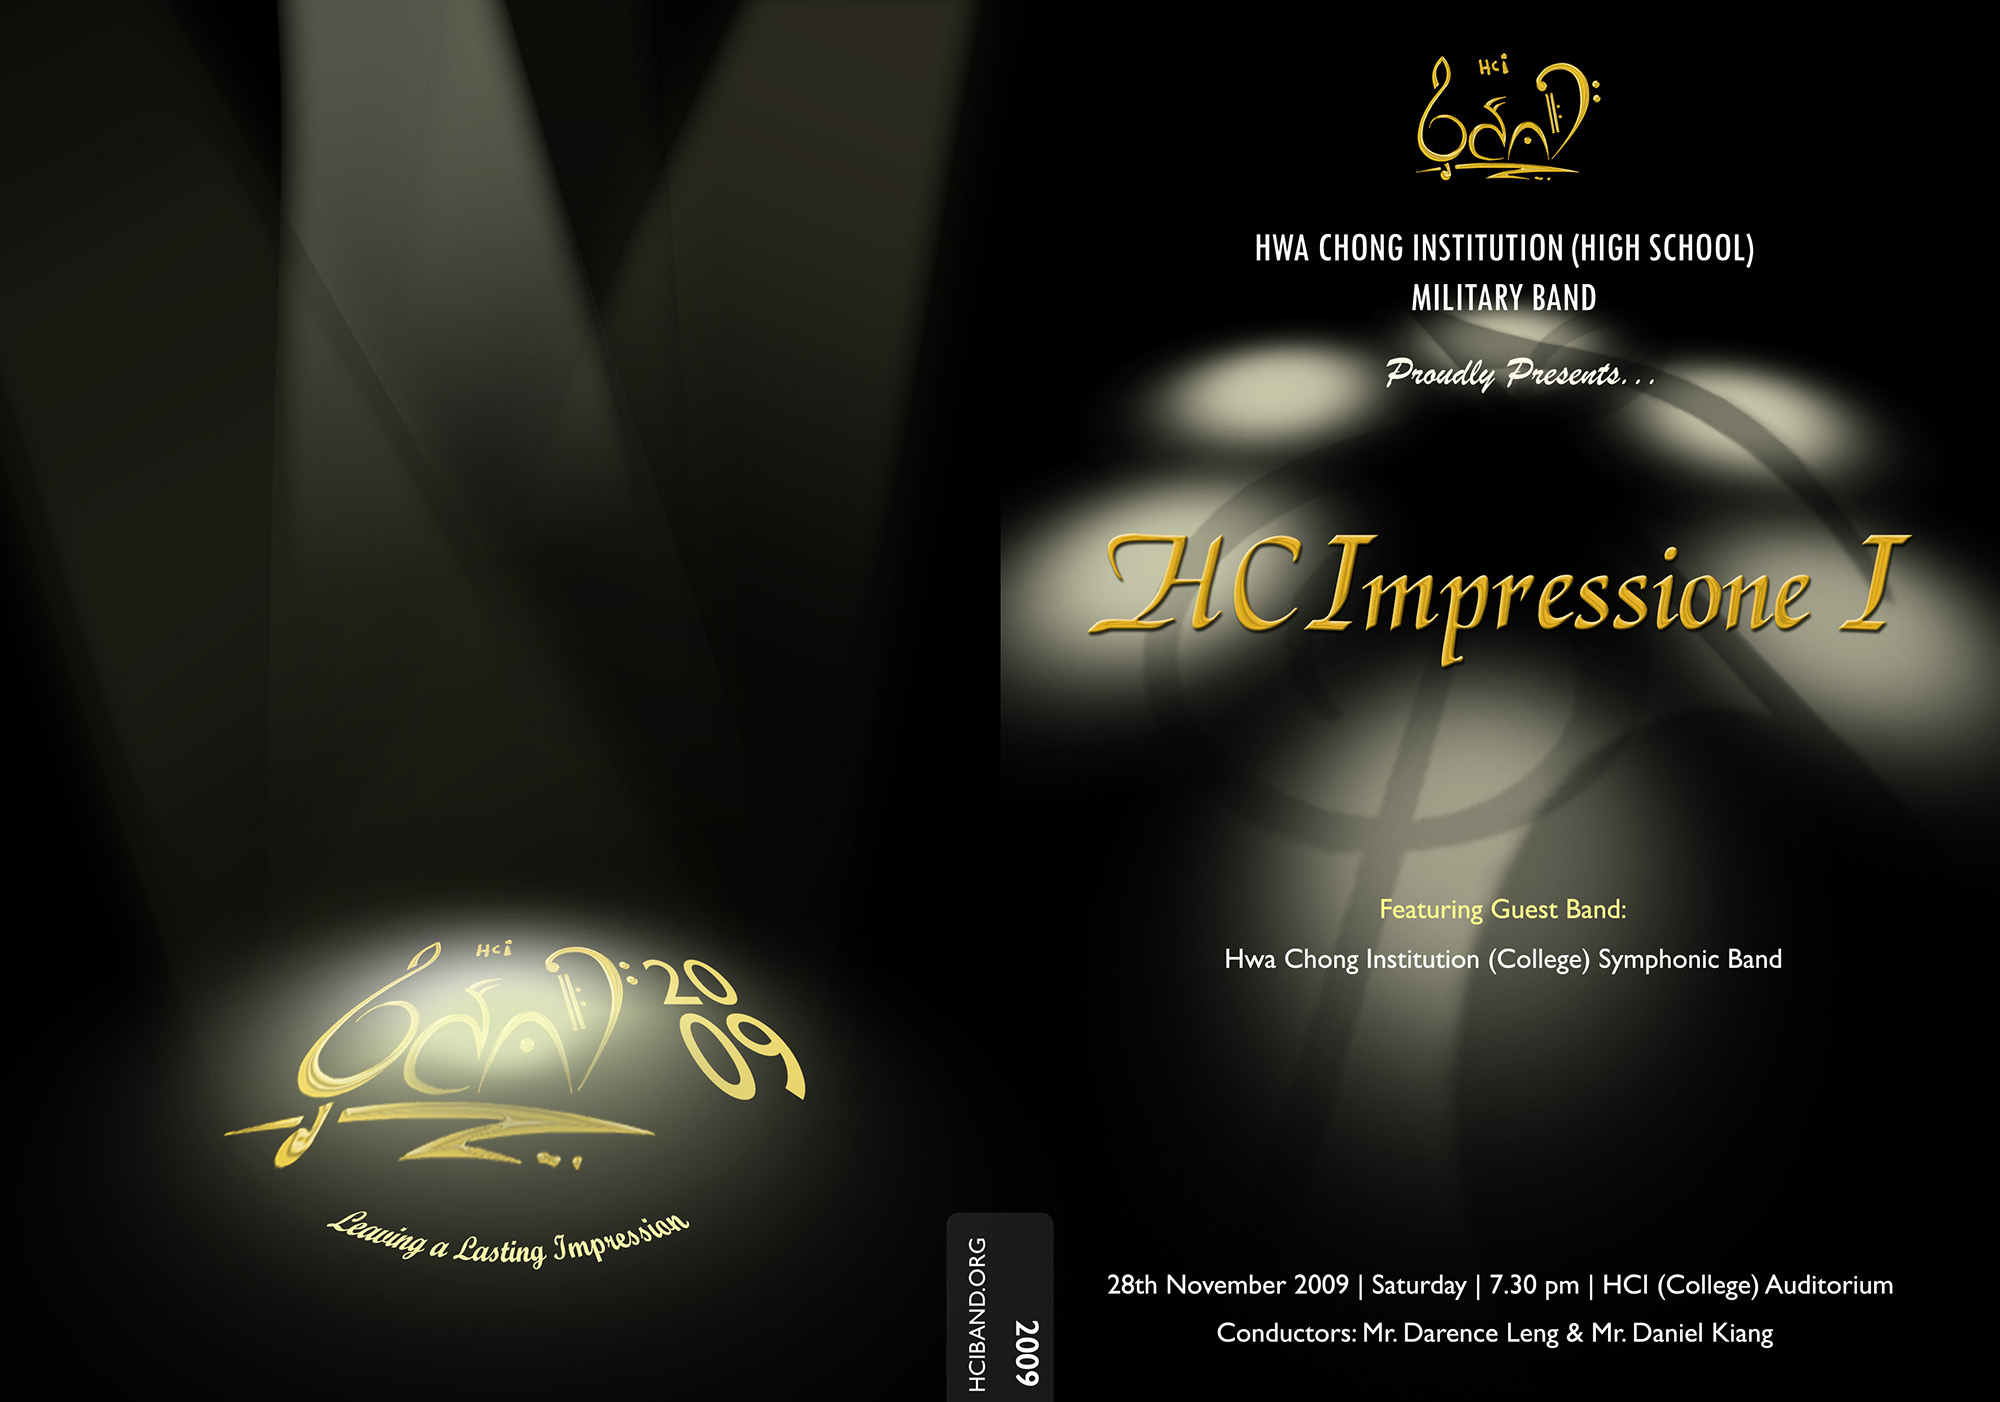 HCI
Band
20
09
Leaving a Lasting Impression
HCIBAND.ORG
2009
HCI
Band
HWA CHONG INSTITUTION (HIGH SCHOOL)
MILITARY BAND
Proudly Presents...
HCImpressione I
Featuring Guest Band:
Hwa Chong Institution (College) Symphonic Band
28th November 2009 | Saturday | 7.30 pm | HCI (College) Auditorium
Conductors: Mr. Darence Leng & Mr. Daniel Kiang